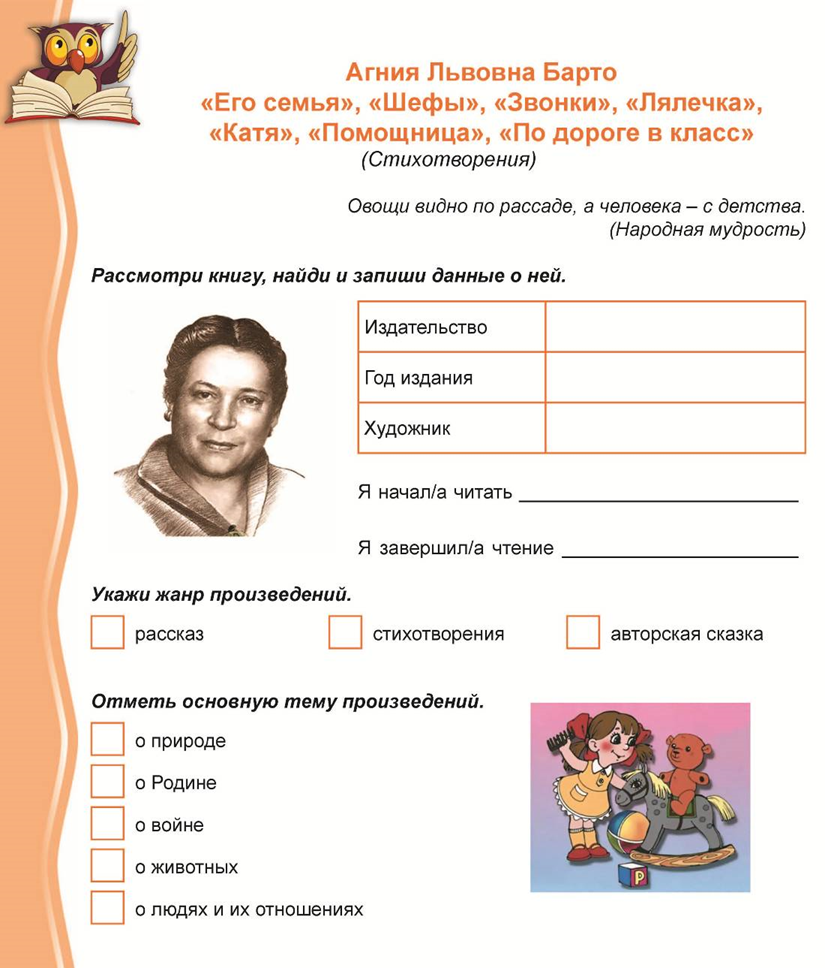 Агния Львовна Барто
«Его семья», «Шефы», «Звонки», «Лялечка»,
«Катя», «Помощница», «По дороге в класс»
(Стихотворения)
Овощи видно по рассаде, а человека – с детства.
(Народная мудрость)
Рассмотри книгу, найди и запиши данные о ней.
Издательство
Год издания
Художник
Я начал/а читать
Я завершил/а чтение
Укажи жанр произведений.
рассказ стихотворения авторская сказка
Отметь основную тему произведений.
о природе
о Родине
о войне
о животных
о людях и их отношениях
Р